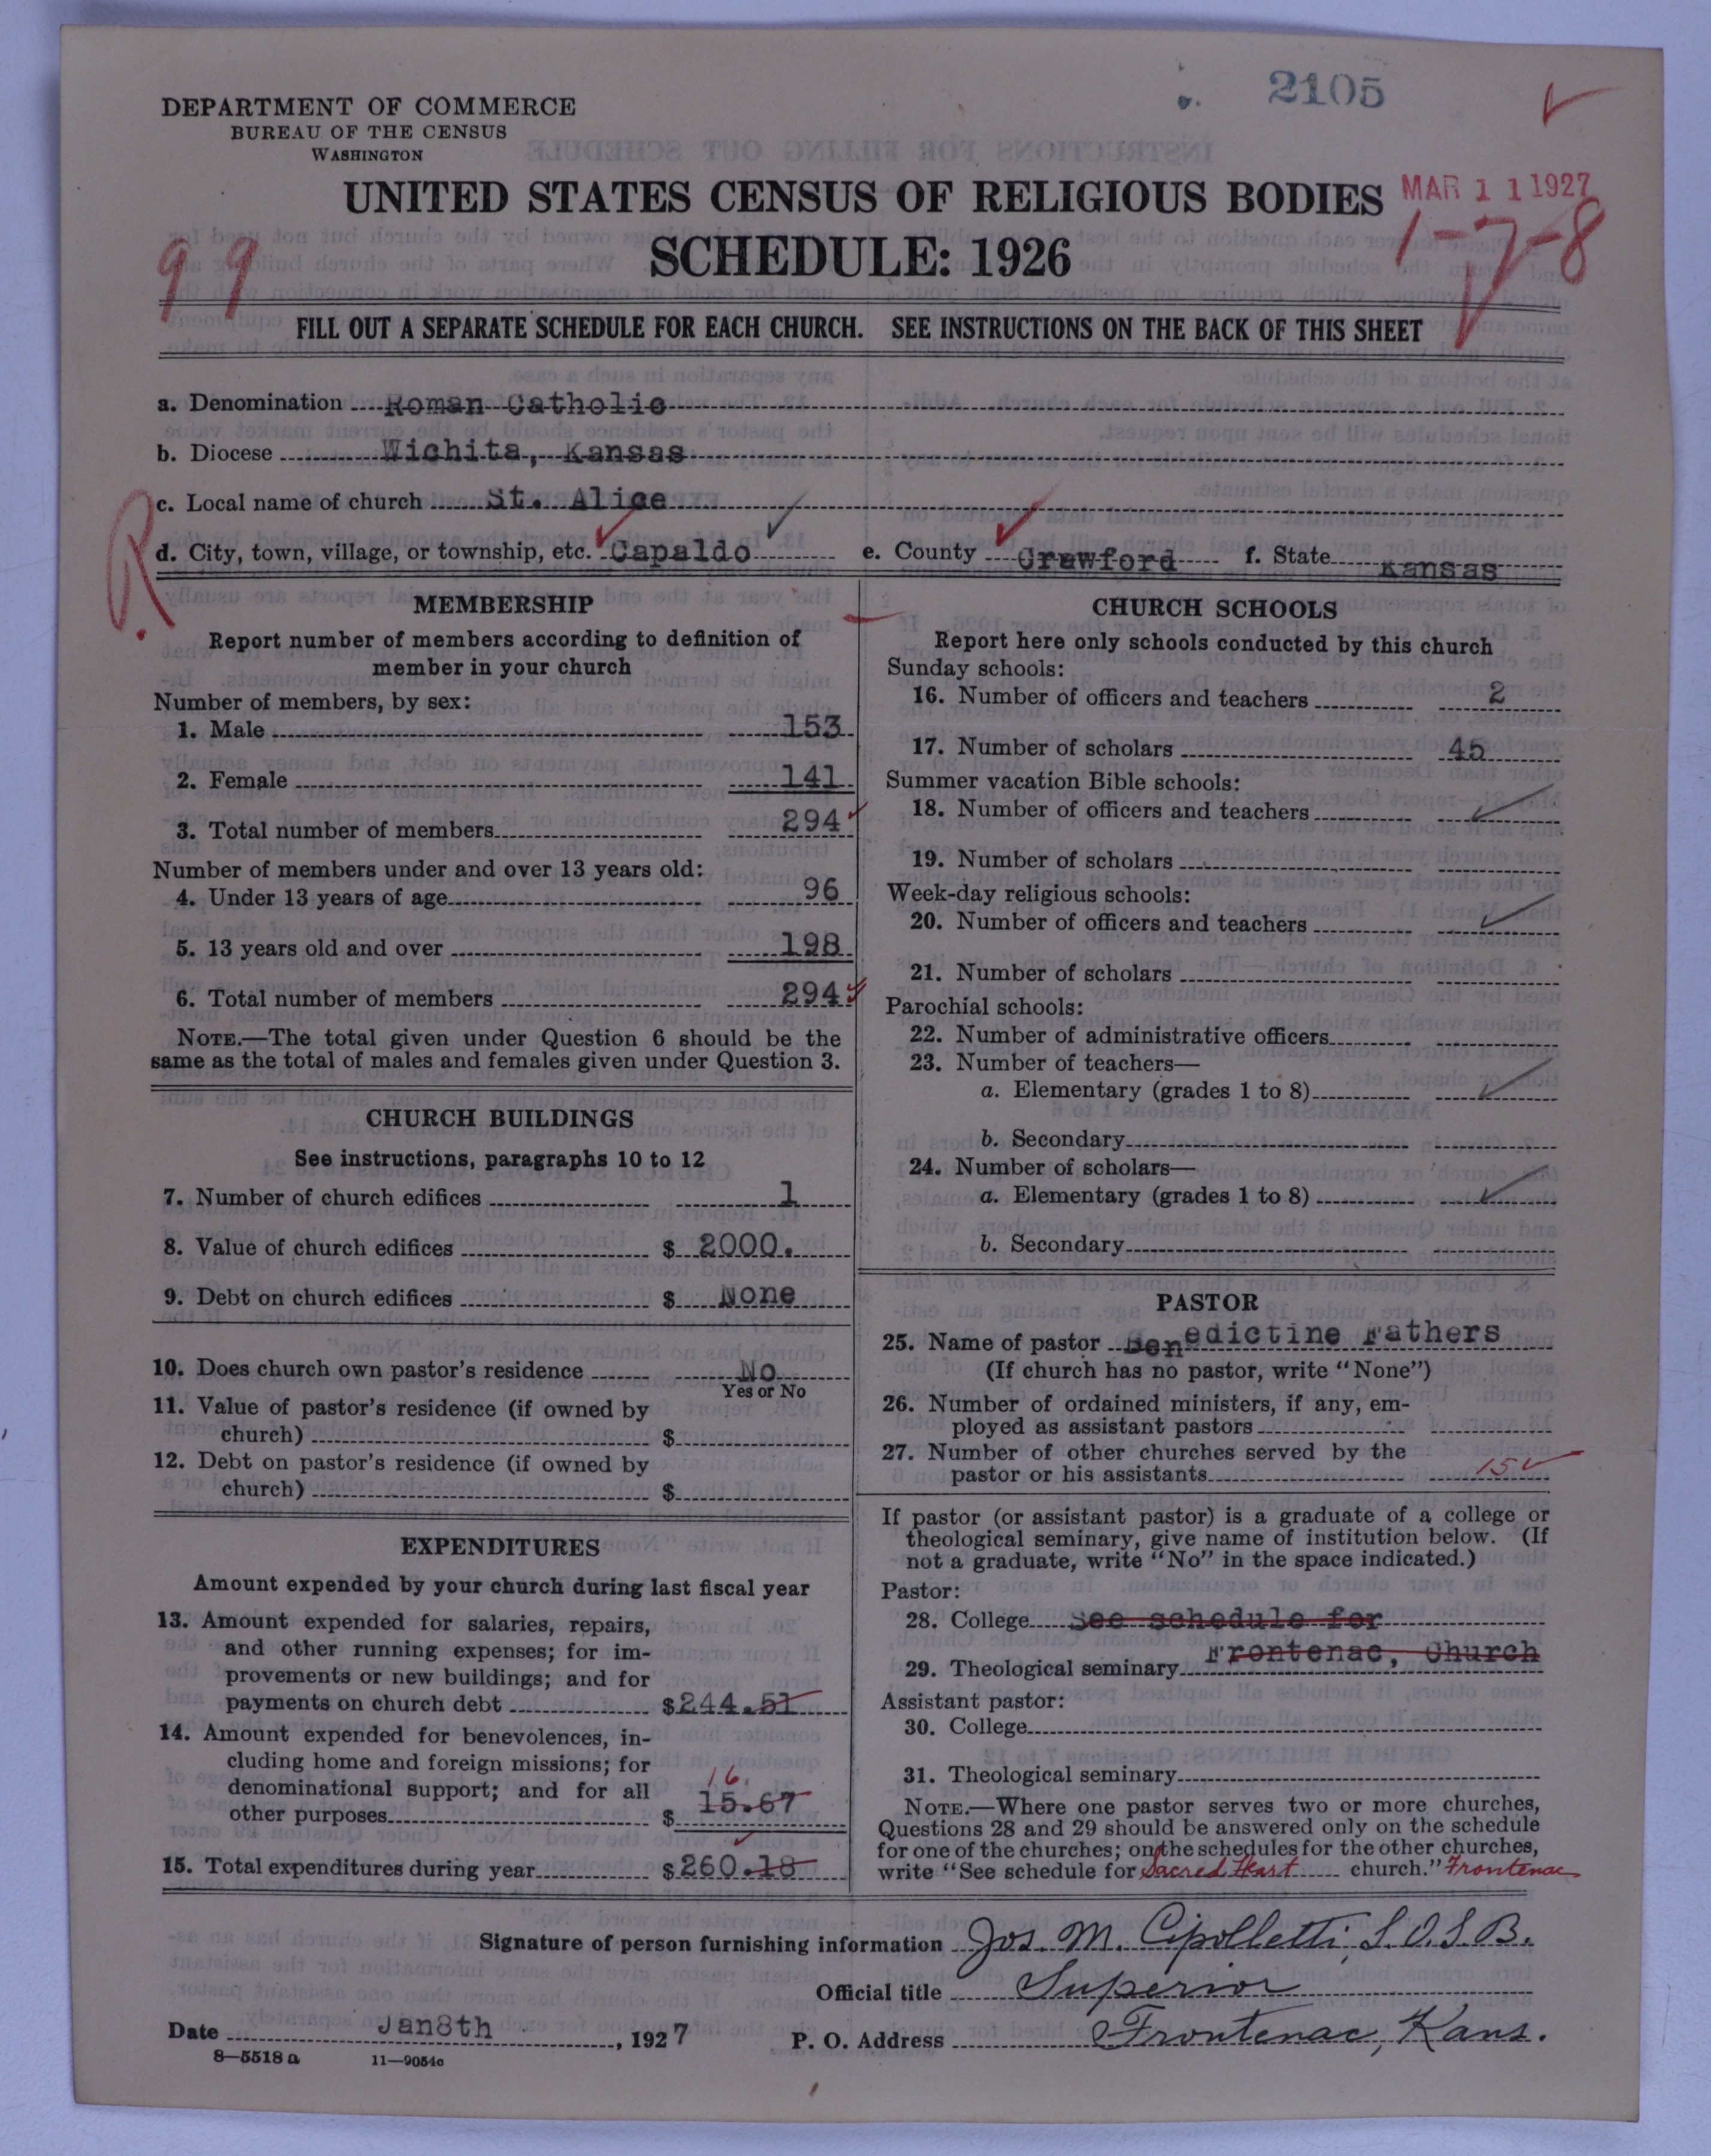 2105
DEPARTMENT OF COMMERCE
BUREAU OF THE CENSUS
WASHINGTON
UNITED STATES CENSUS OF RELIGIOUS BODIES
MAR 11 1927
SCHEDULE: 1926
99
1-7-8
FILL OUT A SEPARATE SCHEDULE FOR EACH CHURCH. SEE INSTRUCTIONS ON THE BACK OF THIS SHEET
a. Denomination Roman Catholic
b. Diocese Wichita, Kansas
c. Local name of church St. Alice
R.
d. City, town, village, or township, etc. Capaldo e. County Crawford f. State Kansas
MEMBERSHIP
Report number of members according to definition of
member in your church
Number of members, by sex:
1. Male 153
2. Female 141
3. Total number of members 294
Number of members under and over 13 years old:
4. Under 13 years of age 96
5. 13 years old and over 198
6. Total number of members 294
NOTE.—The total given under Question 6 should be the
same as the total of males and females given under Question 3.
CHURCH BUILDINGS
See instructions, paragraphs 10 to 12
7. Number of church edifices 1
8. Value of church edifices $ 2000.
9. Debt on church edifices $ None
10. Does church own pastor's residence No
Yes or No
11. Value of pastor's residence (if owned by
church) $
12. Debt on pastor's residence (if owned by
church) $
EXPENDITURES
Amount expended by your church during last fiscal year
13. Amount expended for salaries, repairs,
and other running expenses; for im-
provements or new buildings; and for
payments on church debt $244.51
14. Amount expended for benevolences, in-
cluding home and foreign missions; for
denominational support; and for all
16.
other purposes $ 15.67
15. Total expenditures during year $260.18
CHURCH SCHOOLS
Report here only schools conducted by this church
Sunday schools:
16. Number of officers and teachers 2
17. Number of scholars 45
Summer vacation Bible schools:
18. Number of officers and teachers
19. Number of scholars
Week-day religious schools:
20. Number of officers and teachers
21. Number of scholars
Parochial schools:
22. Number of administrative officers
23. Number of teachers—
a. Elementary (grades 1 to 8)
b. Secondary
24. Number of scholars—
a. Elementary (grades 1 to 8)
b. Secondary
PASTOR
25. Name of pastor Benedictine Fathers
(If church has no pastor, write "None")
26. Number of ordained ministers, if any, em-
ployed as assistant pastors
27. Number of other churches served by the
pastor or his assistants 15
If pastor (or assistant pastor) is a graduate of a college or
theological seminary, give name of institution below. (If
not a graduate, write "No" in the space indicated.)
Pastor:
28. College See schedule for
29. Theological seminary Frontenac, Church
Assistant pastor:
30. College
31. Theological seminary
NOTE.—Where one pastor serves two or more churches,
Questions 28 and 29 should be answered only on the schedule
for one of the churches; on the schedules for the other churches,
write "See schedule for Sacred Heart church." Frontenac
Signature of person furnishing information Jos. M. Cipolletti, S.O.S.B.
Official title Superior
Date Jan8th, 1927 P. O. Address Frontenac, Kans.
8—5518 a 11—9054c